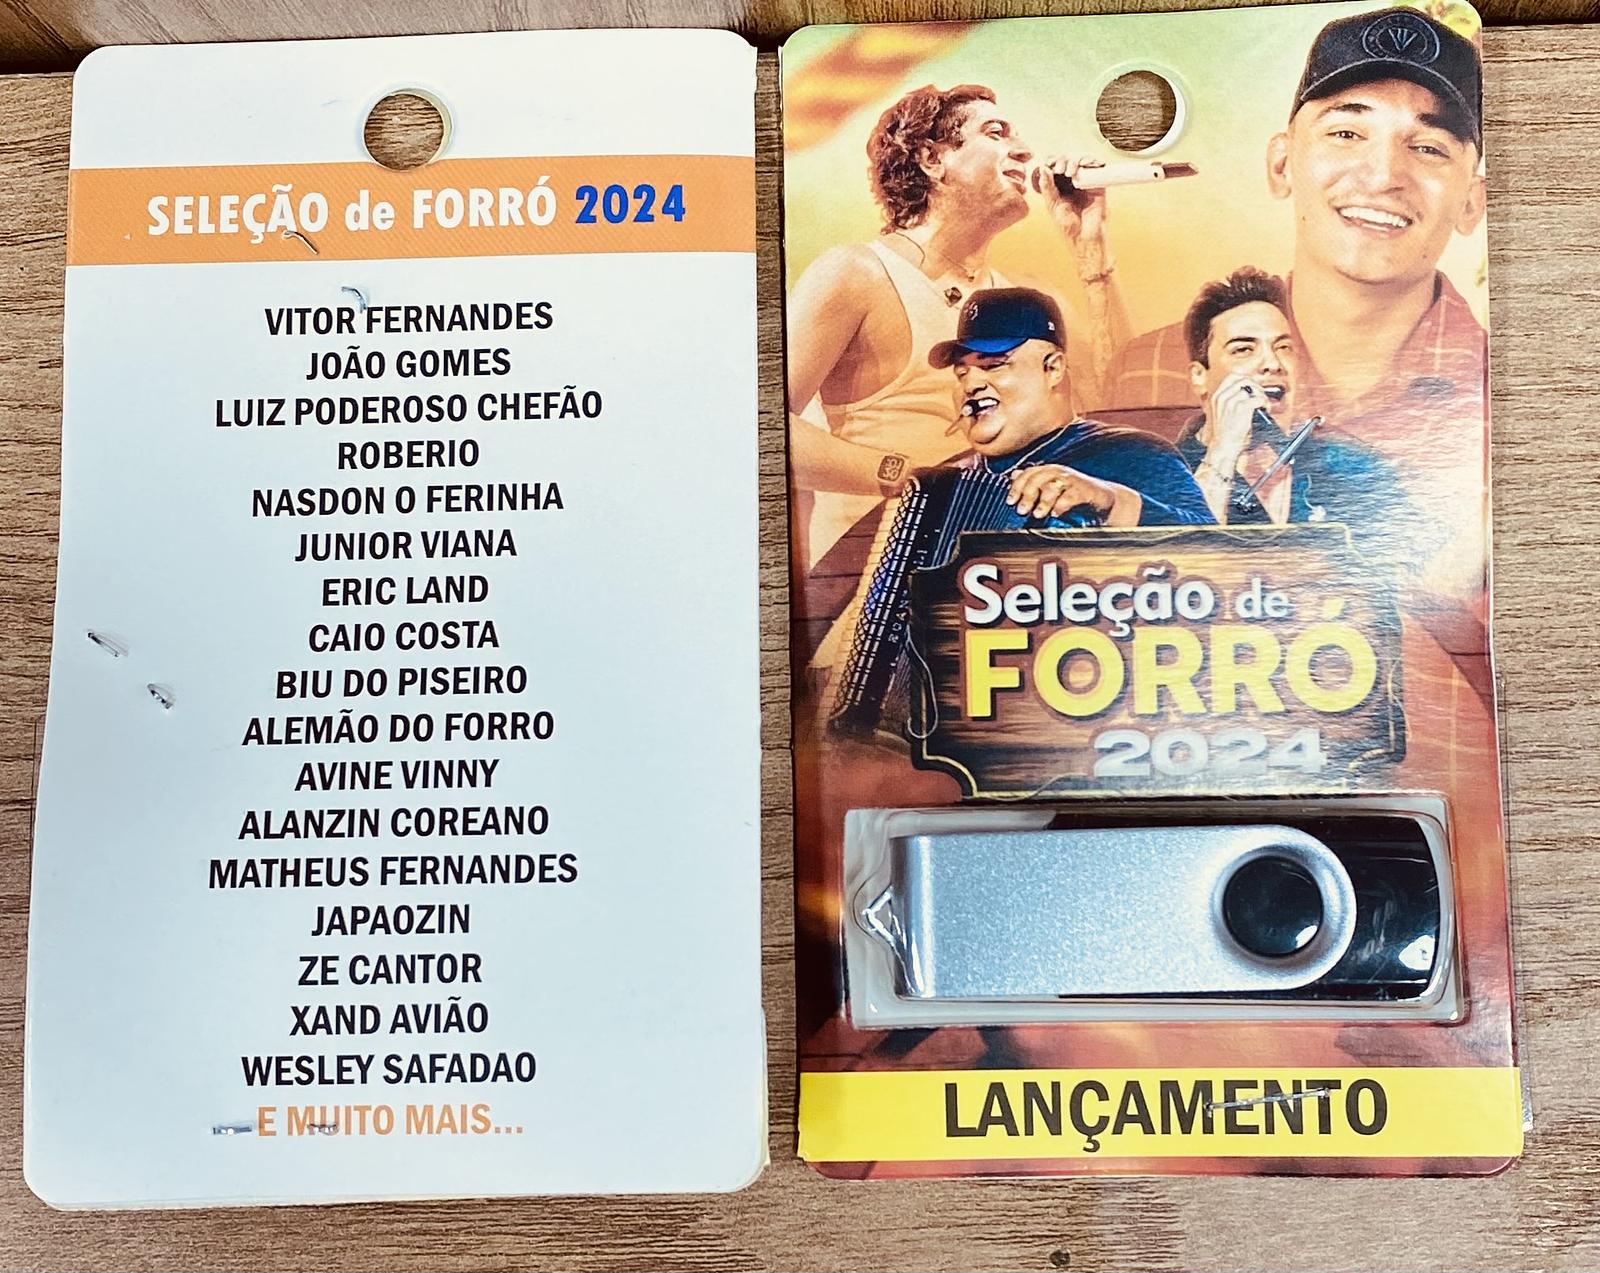 SELEÇÃO de FORRÓ 2024
VITOR FERNANDES
JOÃO GOMES
LUIZ PODEROSO CHEFÃO
ROBERIO
NASDON O FERINHA
JUNIOR VIANA
ERIC LAND
CAIO COSTA
BIU DO PISEIRO
ALEMÃO DO FORRO
AVINE VINNY
ALANZIN COREANO
MATHEUS FERNANDES
JAPAOZIN
ZE CANTOR
XAND AVIÃO
WESLEY SAFADAO
E MUITO MAIS...
Seleção de
FORRÓ
2024
LANÇAMENTO